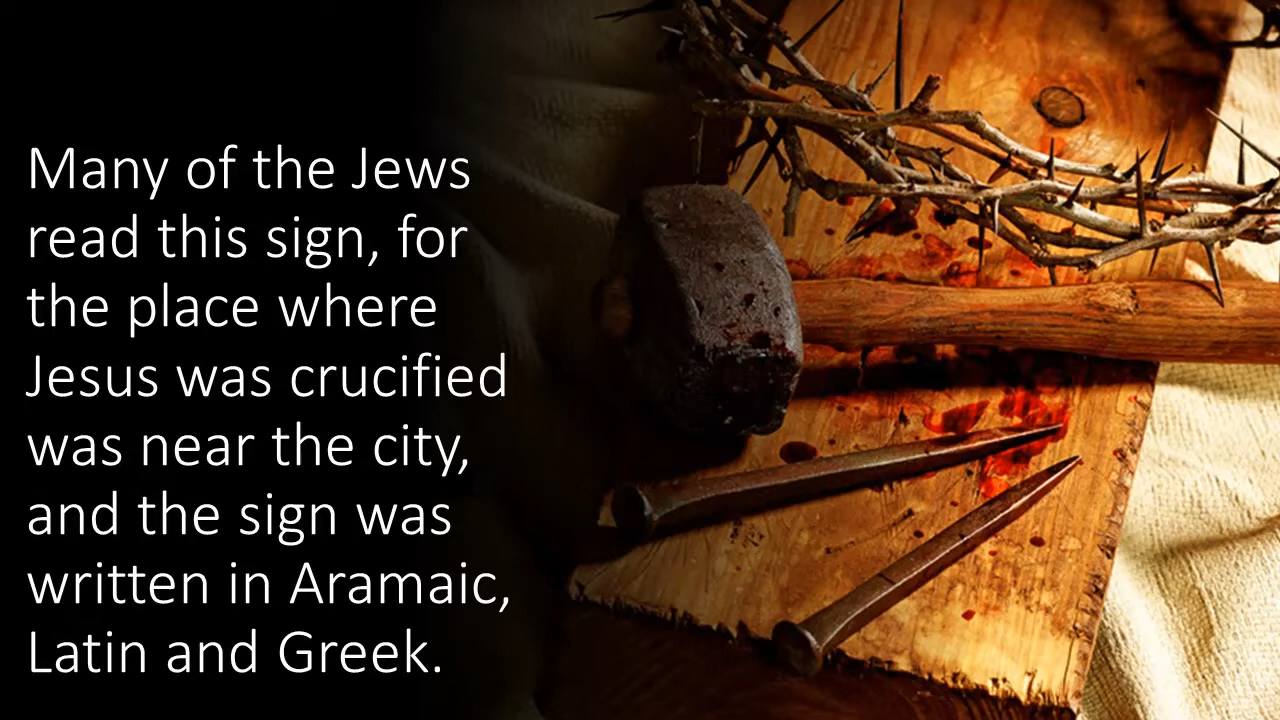 Many of the Jews
read this sign, for
the place where
Jesus was crucified
was near the city,
and the sign was
written in Aramaic,
Latin and Greek.